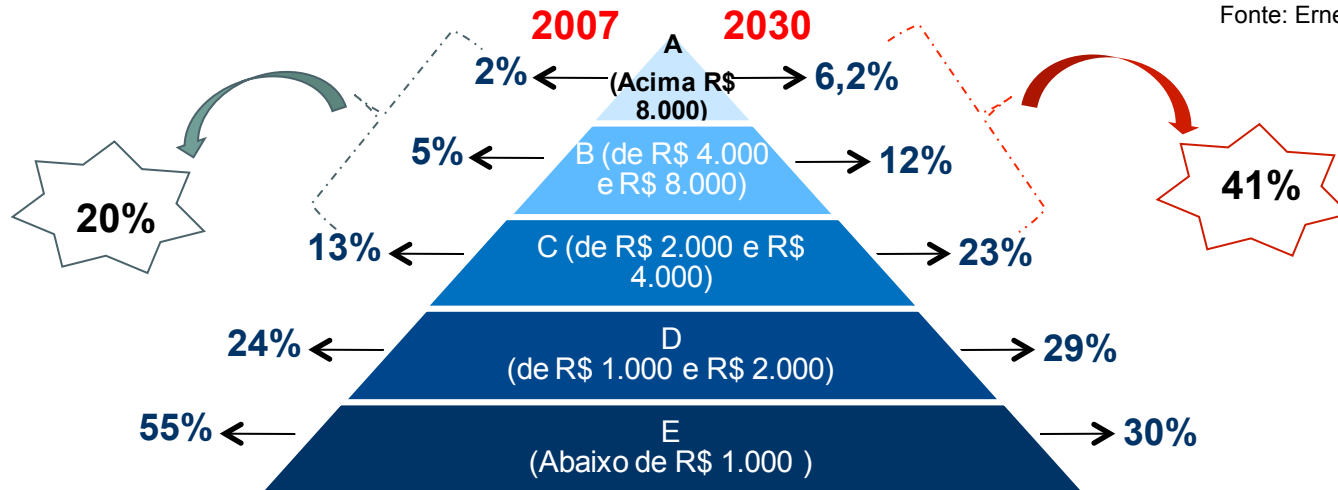 Fonte: Erne
2007
2030
A
(Acima R$
8.000)
2%
6,2%
B (de R$ 4.000
e R$ 8.000)
5%
12%
20%
41%
C (de R$ 2.000 e R$
4.000)
13%
23%
D
(de R$ 1.000 e R$ 2.000)
24%
29%
E
(Abaixo de R$ 1.000 )
55%
30%